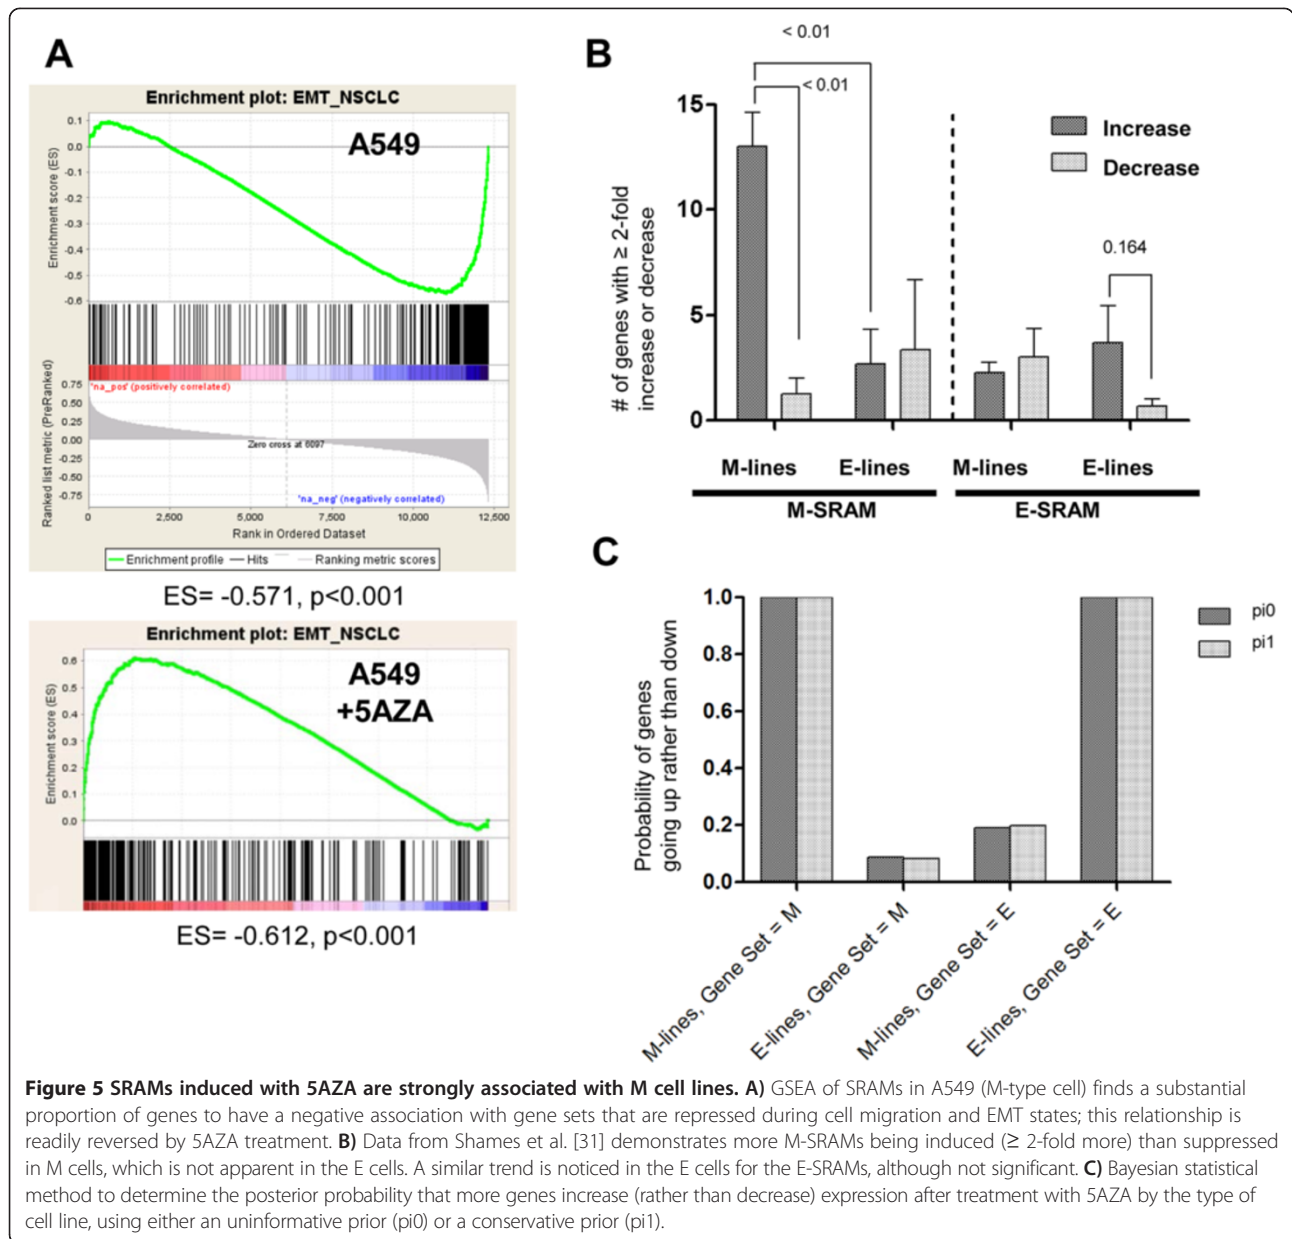 A
Enrichment plot: EMT_NSCLC
A549
Enrichment score (ES)
0.1
0.0
-0.1
-0.2
-0.3
-0.4
-0.5
-0.6
'na_pos' (positively correlated)
Ranked list metric (PreRanked)
0.75
0.50
0.25
0.00
-0.25
-0.50
-0.75
Zero cross at 6097
'na_neg' (negatively correlated)
0 2,500 5,000 7,500 10,000 12,500
Rank in Ordered Dataset
Enrichment profile Hits Ranking metric scores
ES= -0.571, p<0.001
Enrichment plot: EMT_NSCLC
A549
+5AZA
Enrichment score (ES)
0.6
0.5
0.4
0.3
0.2
0.1
0.0
ES= -0.612, p<0.001
B
< 0.01
< 0.01
# of genes with ≥ 2-fold
increase or decrease
15
10
5
0
Increase
Decrease
0.164
M-lines E-lines M-lines E-lines
M-SRAM E-SRAM
C
Probability of genes
going up rather than down
1.0
0.8
0.6
0.4
0.2
0.0
pi0
pi1
M-lines, Gene Set = M
E-lines, Gene Set = M
M-lines, Gene Set = E
E-lines, Gene Set = E
Figure 5 SRAMs induced with 5AZA are strongly associated with M cell lines. A) GSEA of SRAMs in A549 (M-type cell) finds a substantial
proportion of genes to have a negative association with gene sets that are repressed during cell migration and EMT states; this relationship is
readily reversed by 5AZA treatment. B) Data from Shames et al. [31] demonstrates more M-SRAMs being induced (≥ 2-fold more) than suppressed
in M cells, which is not apparent in the E cells. A similar trend is noticed in the E cells for the E-SRAMs, although not significant. C) Bayesian statistical
method to determine the posterior probability that more genes increase (rather than decrease) expression after treatment with 5AZA by the type of
cell line, using either an uninformative prior (pi0) or a conservative prior (pi1).